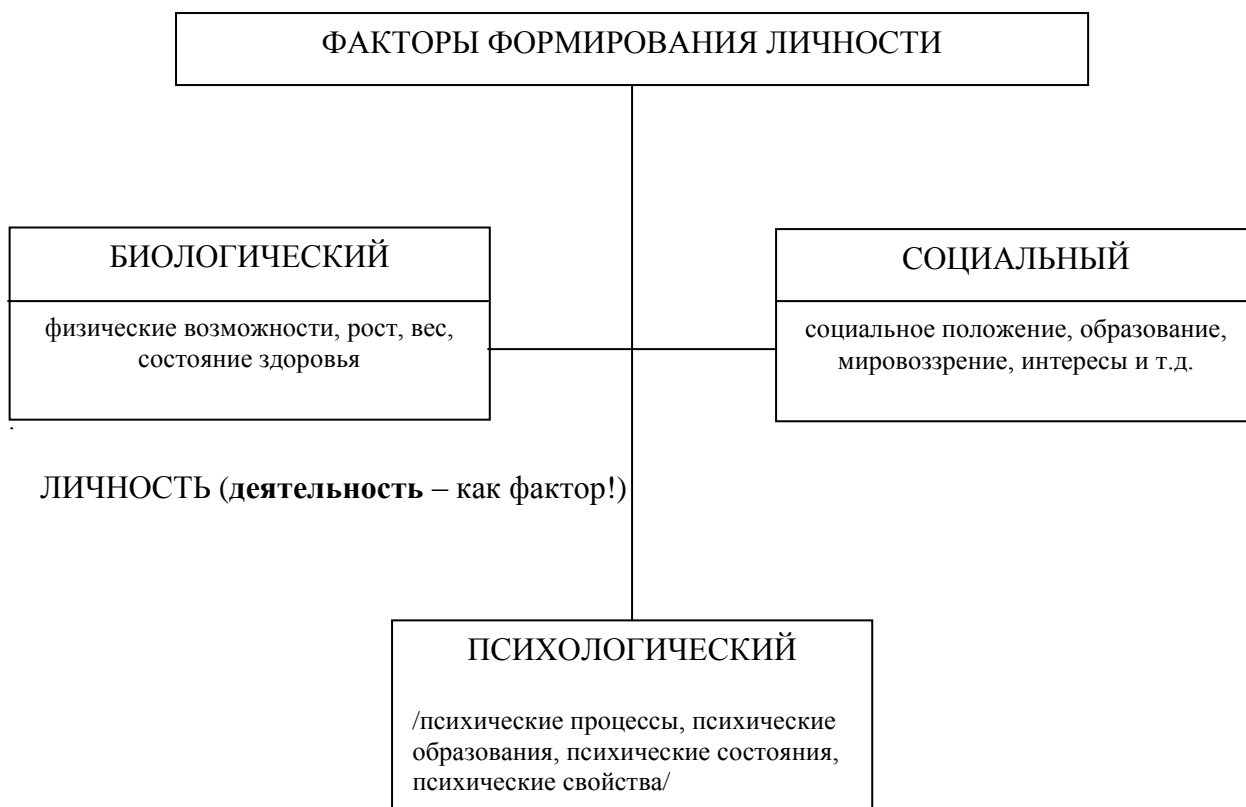 ФАКТОРЫ ФОРМИРОВАНИЯ ЛИЧНОСТИ
БИОЛОГИЧЕСКИЙ
физические возможности, рост, вес,
состояние здоровья
СОЦИАЛЬНЫЙ
социальное положение, образование,
мировоззрение, интересы и т.д.
.
ЛИЧНОСТЬ (деятельность – как фактор!)
ПСИХОЛОГИЧЕСКИЙ
/психические процессы, психические
образования, психические состояния,
психические свойства/